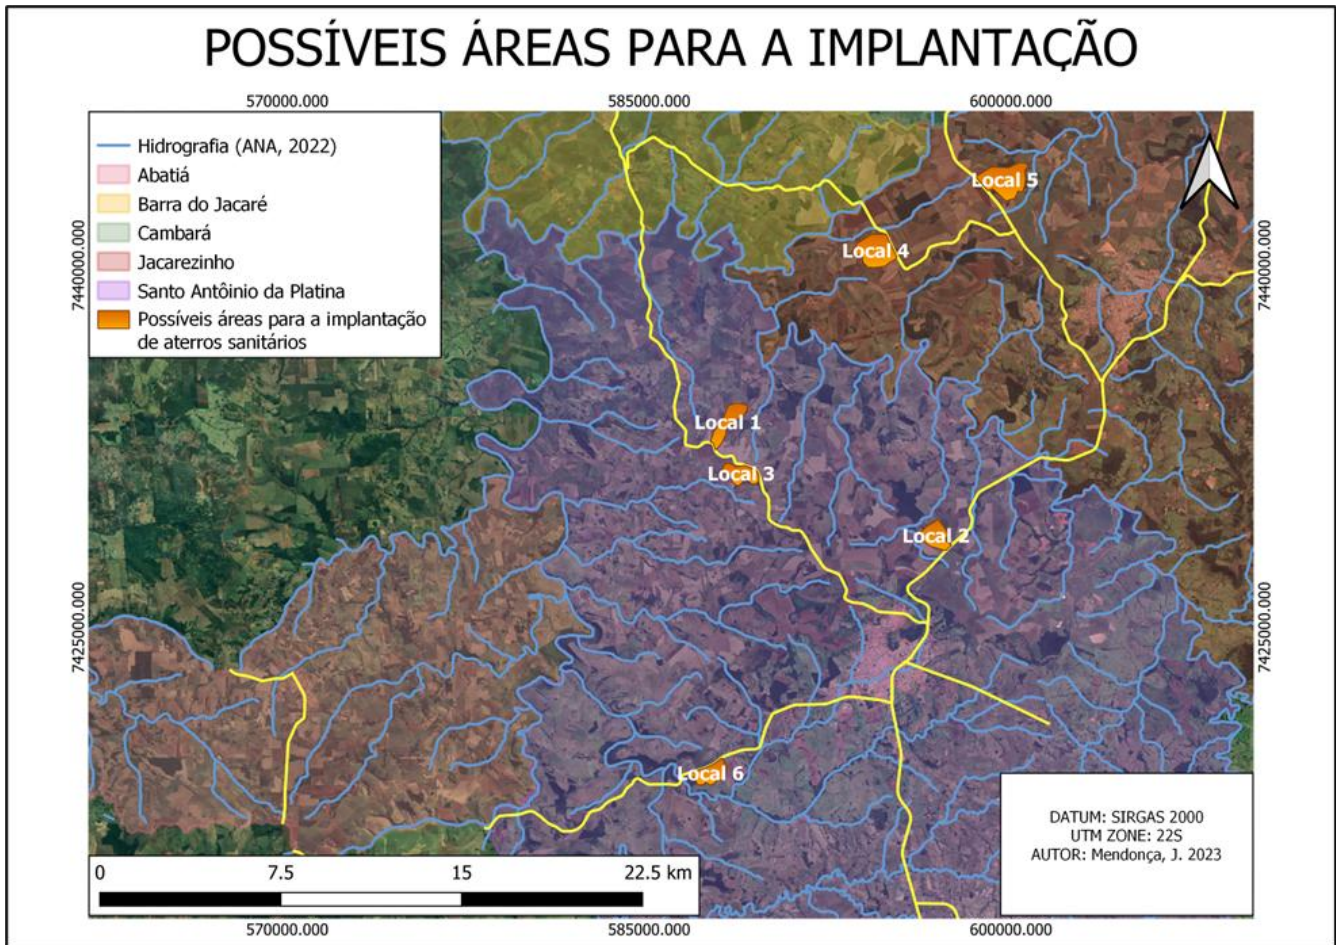 POSSÍVEIS ÁREAS PARA A IMPLANTAÇÃO
570000.000
585000.000
600000.000
Hidrografia (ANA, 2022)
Abatiá
Barra do Jacaré
Cambará
Jacarezinho
Santo Antôinio da Platina
Possíveis áreas para a implantação
de aterros sanitários
7440000.000
7440000.000
Local 5
Local 4
Local 1
Local 3
Local 2
7425000.000
7425000.000
Local 6
DATUM: SIRGAS 2000
UTM ZONE: 22S
AUTOR: Mendonça, J. 2023
0
7.5
15
22.5 km
570000.000
585000.000
600000.000